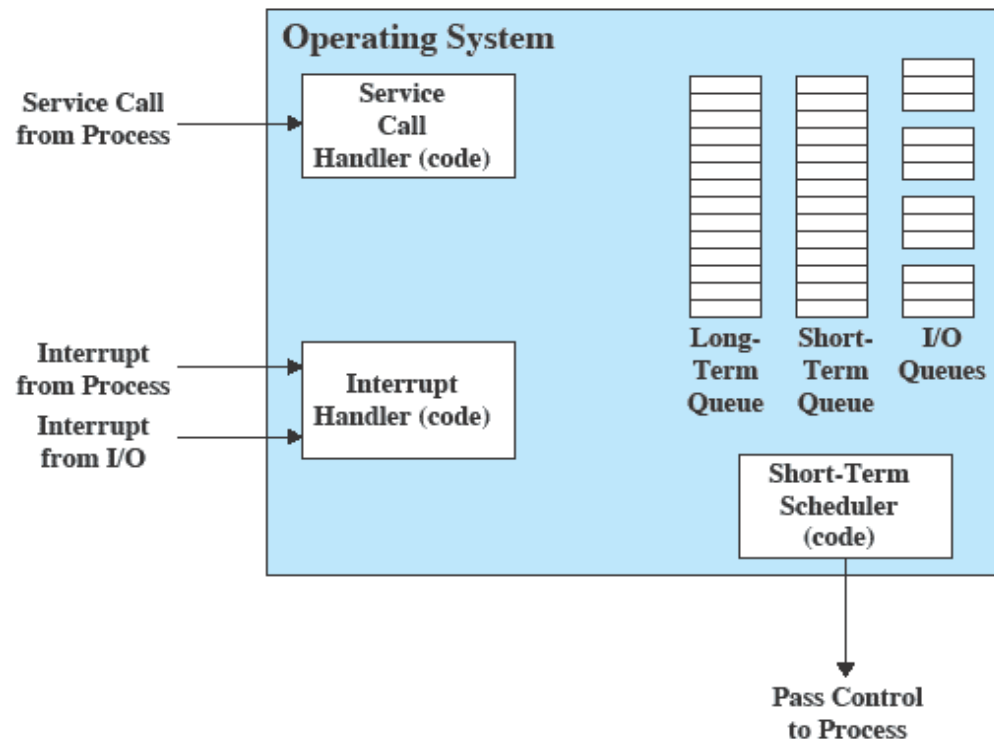 Operating System
Service Call
from Process
Service
Call
Handler (code)
Interrupt
from Process
Interrupt
from I/O
Interrupt
Handler (code)
Long-
Term
Queue
Short-
Term
Queue
I/O
Queues
Short-Term
Scheduler
(code)
Pass Control
to Process